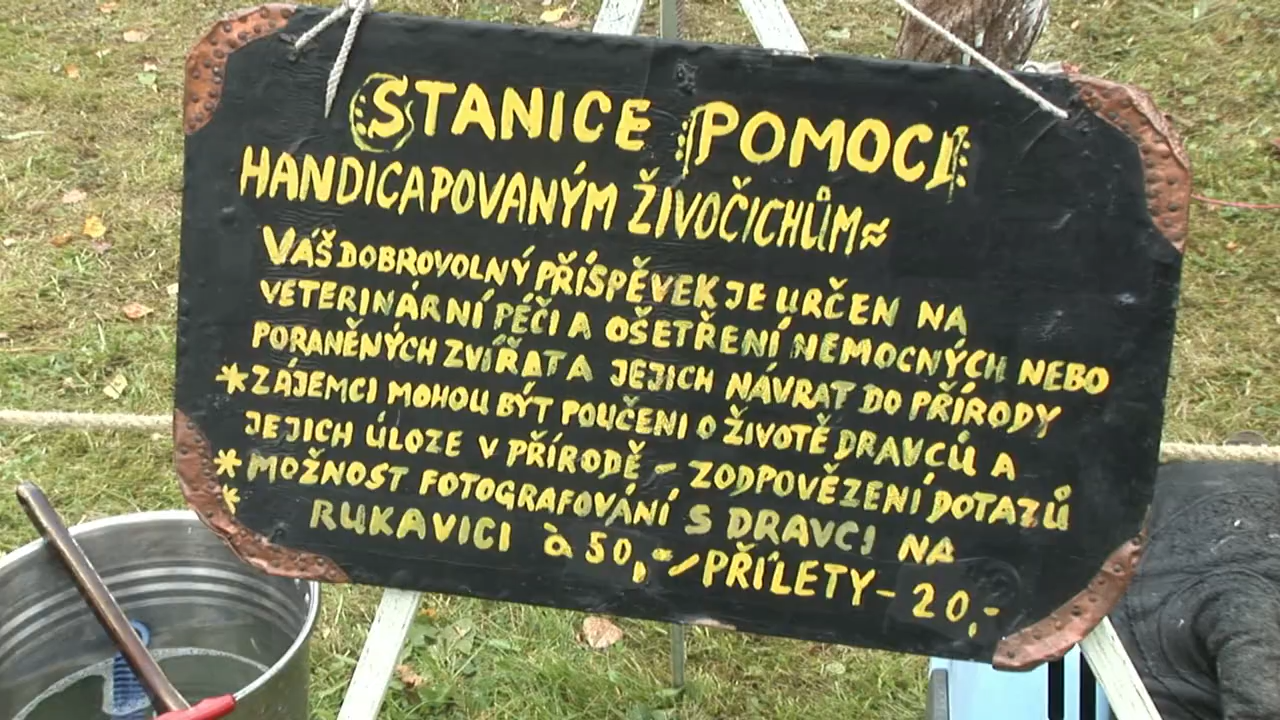 STANICE POMOCI
HANDICAPOVANÝM ŽIVOČICHŮM≈
VÁŠ DOBROVOLNÝ PŘÍSPĚVEK JE URČEN NA
VETERINÁRNÍ PÉČI A OŠETŘENÍ NEMOCNÝCH NEBO
PORANĚNÝCH ZVÍŘAT A JEJICH NÁVRAT DO PŘÍRODY
*ZÁJEMCI MOHOU BÝT POUČENI O ŽIVOTĚ DRAVCŮ A
JEJICH ÚLOZE V PŘÍRODĚ - ZODPOVĚZENÍ DOTAZŮ
*MOŽNOST FOTOGRAFOVÁNÍ S DRAVCI NA
* RUKAVICI à 50,-/PŘÍLETY-20,-